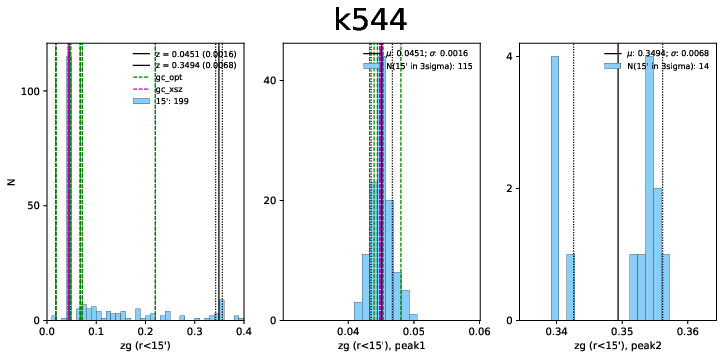 k544
z = 0.0451 (0.0016)
z = 0.3494 (0.0068)
gc_opt
gc_xsz
15': 199
100
50
0
N
0.0 0.1 0.2 0.3 0.4
zg (r<15')
μ: 0.0451; σ: 0.0016
N(15' in 3sigma): 115
40
20
0
0.04 0.05 0.06
zg (r<15'), peak1
μ: 0.3494; σ: 0.0068
N(15' in 3sigma): 14
4
2
0
0.34 0.35 0.36
zg (r<15'), peak2